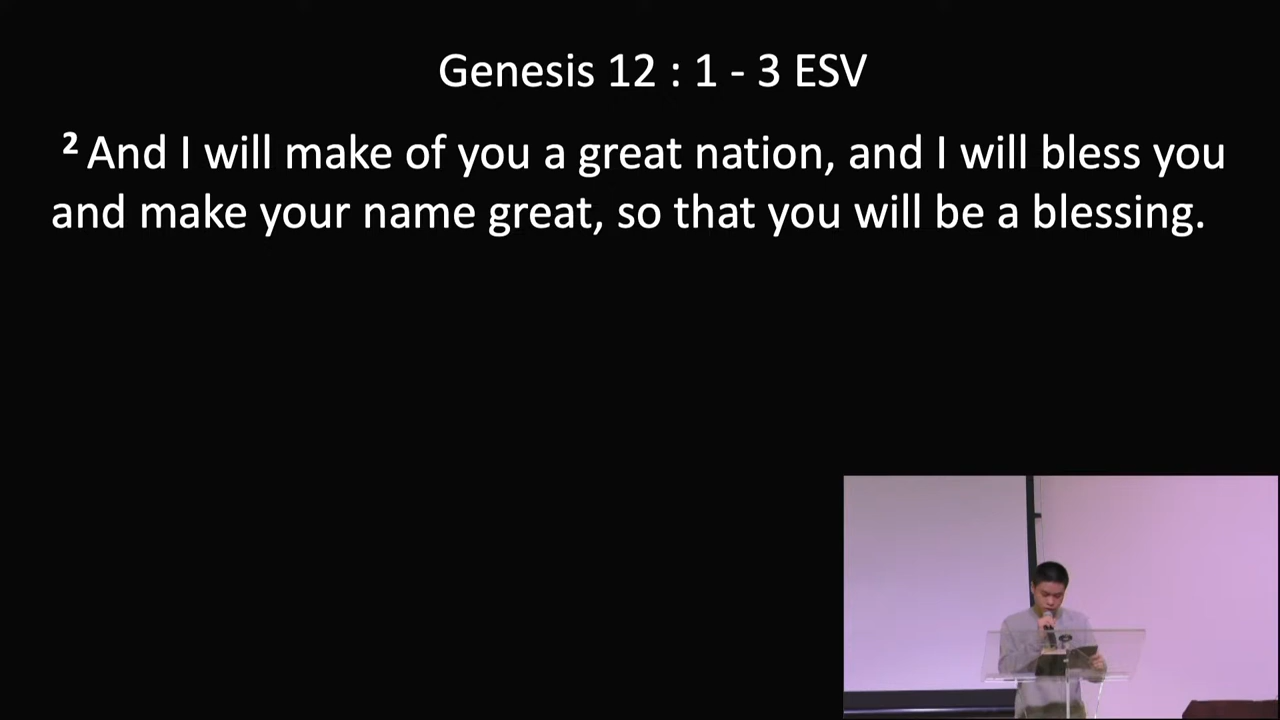 Genesis 12 : 1 - 3 ESV
² And I will make of you a great nation, and I will bless you
and make your name great, so that you will be a blessing.